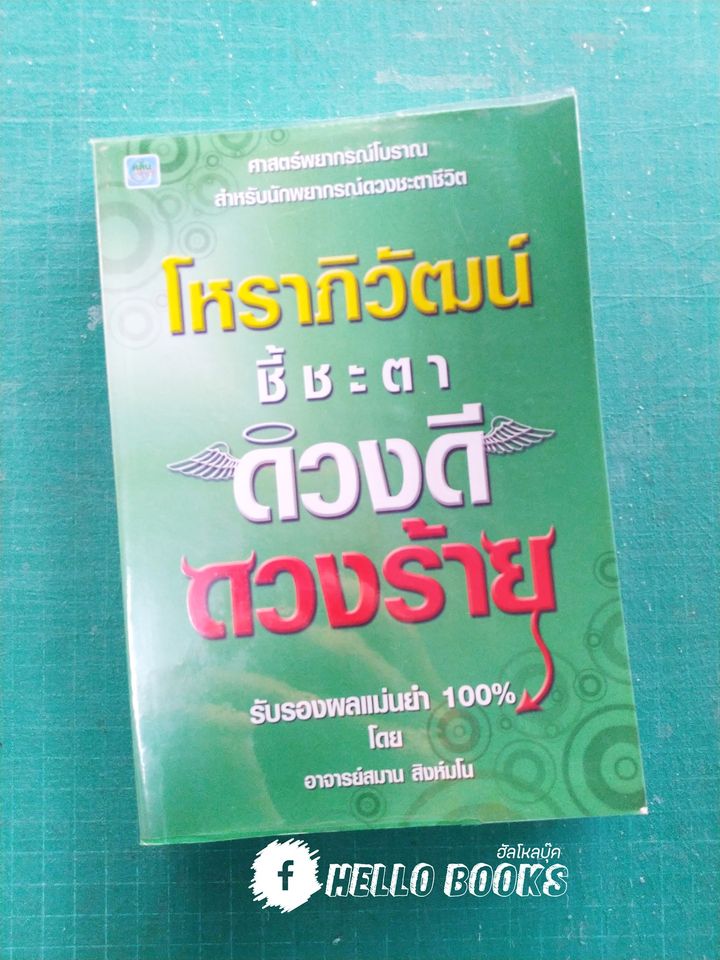 ศาสตร์พยากรณ์โบราณ
สำหรับนักพยากรณ์ดวงชะตาชีวิต
โหราภิวัฒน์
ชี้ชะตา
ดวงดี
ดวงร้าย
รับรองผลแม่นยำ 100%
โดย
อาจารย์สมาน สิงห์มโน
f
ฮัลโหลบุ๊ค
HELLO BOOKS